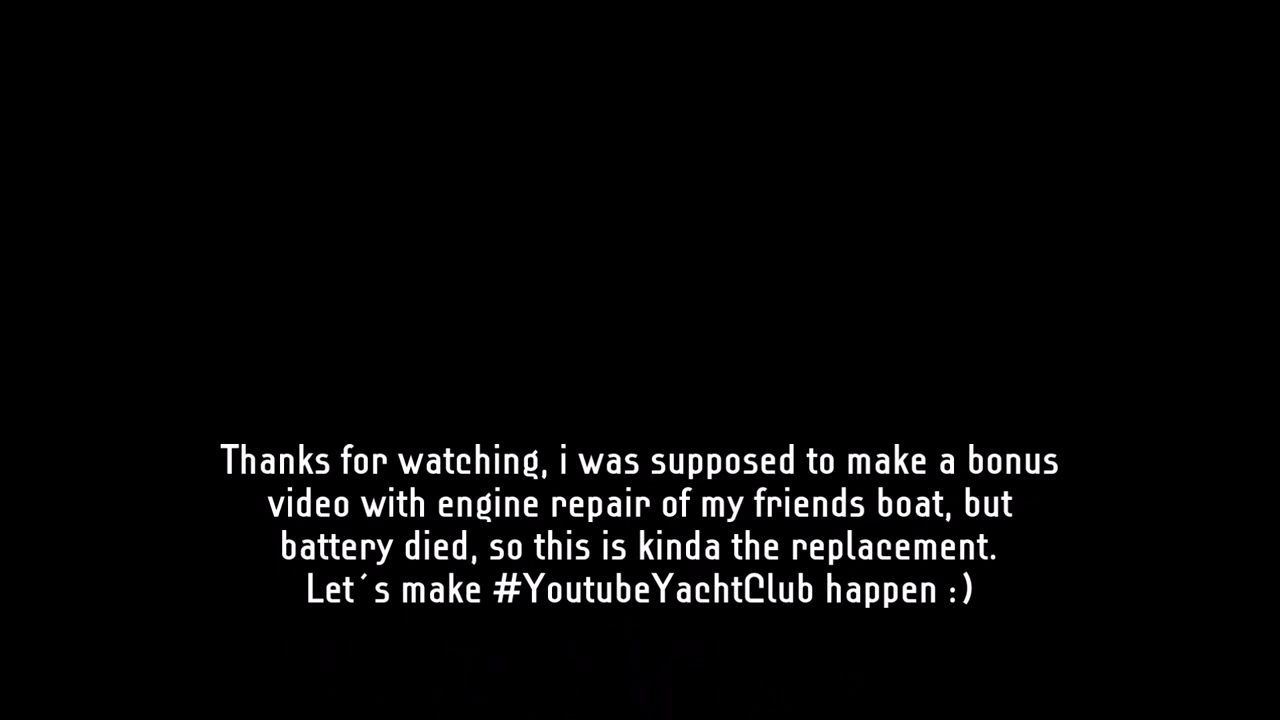 Thanks for watching, i was supposed to make a bonus
video with engine repair of my friends boat, but
battery died, so this is kinda the replacement.
Let´s make #YoutubeYachtClub happen :)